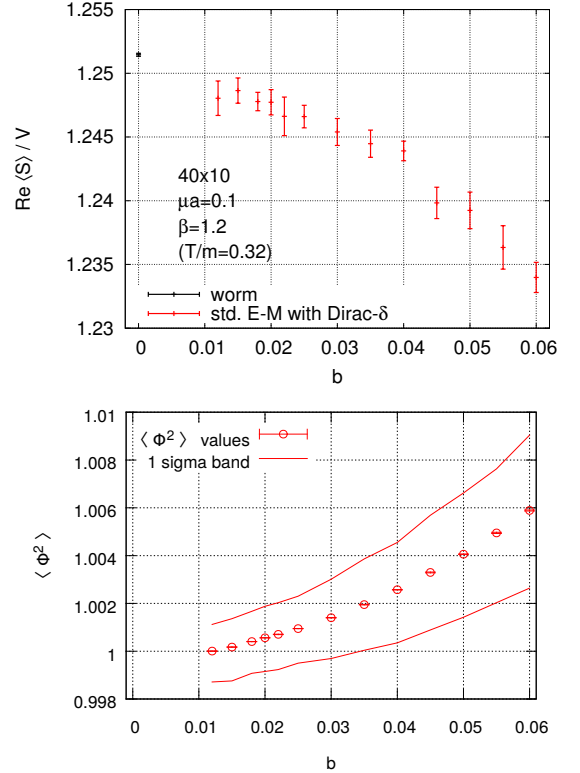 1.255
1.25
1.245
1.24
1.235
1.23
Re ⟨S⟩ / V
40x10
μa=0.1
β=1.2
(T/m=0.32)
worm
std. E-M with Dirac-δ
0 0.01 0.02 0.03 0.04 0.05 0.06
b
1.01
1.008
1.006
1.004
1.002
1
0.998
⟨ Φ² ⟩
⟨ Φ² ⟩ values
1 sigma band
0 0.01 0.02 0.03 0.04 0.05 0.06
b